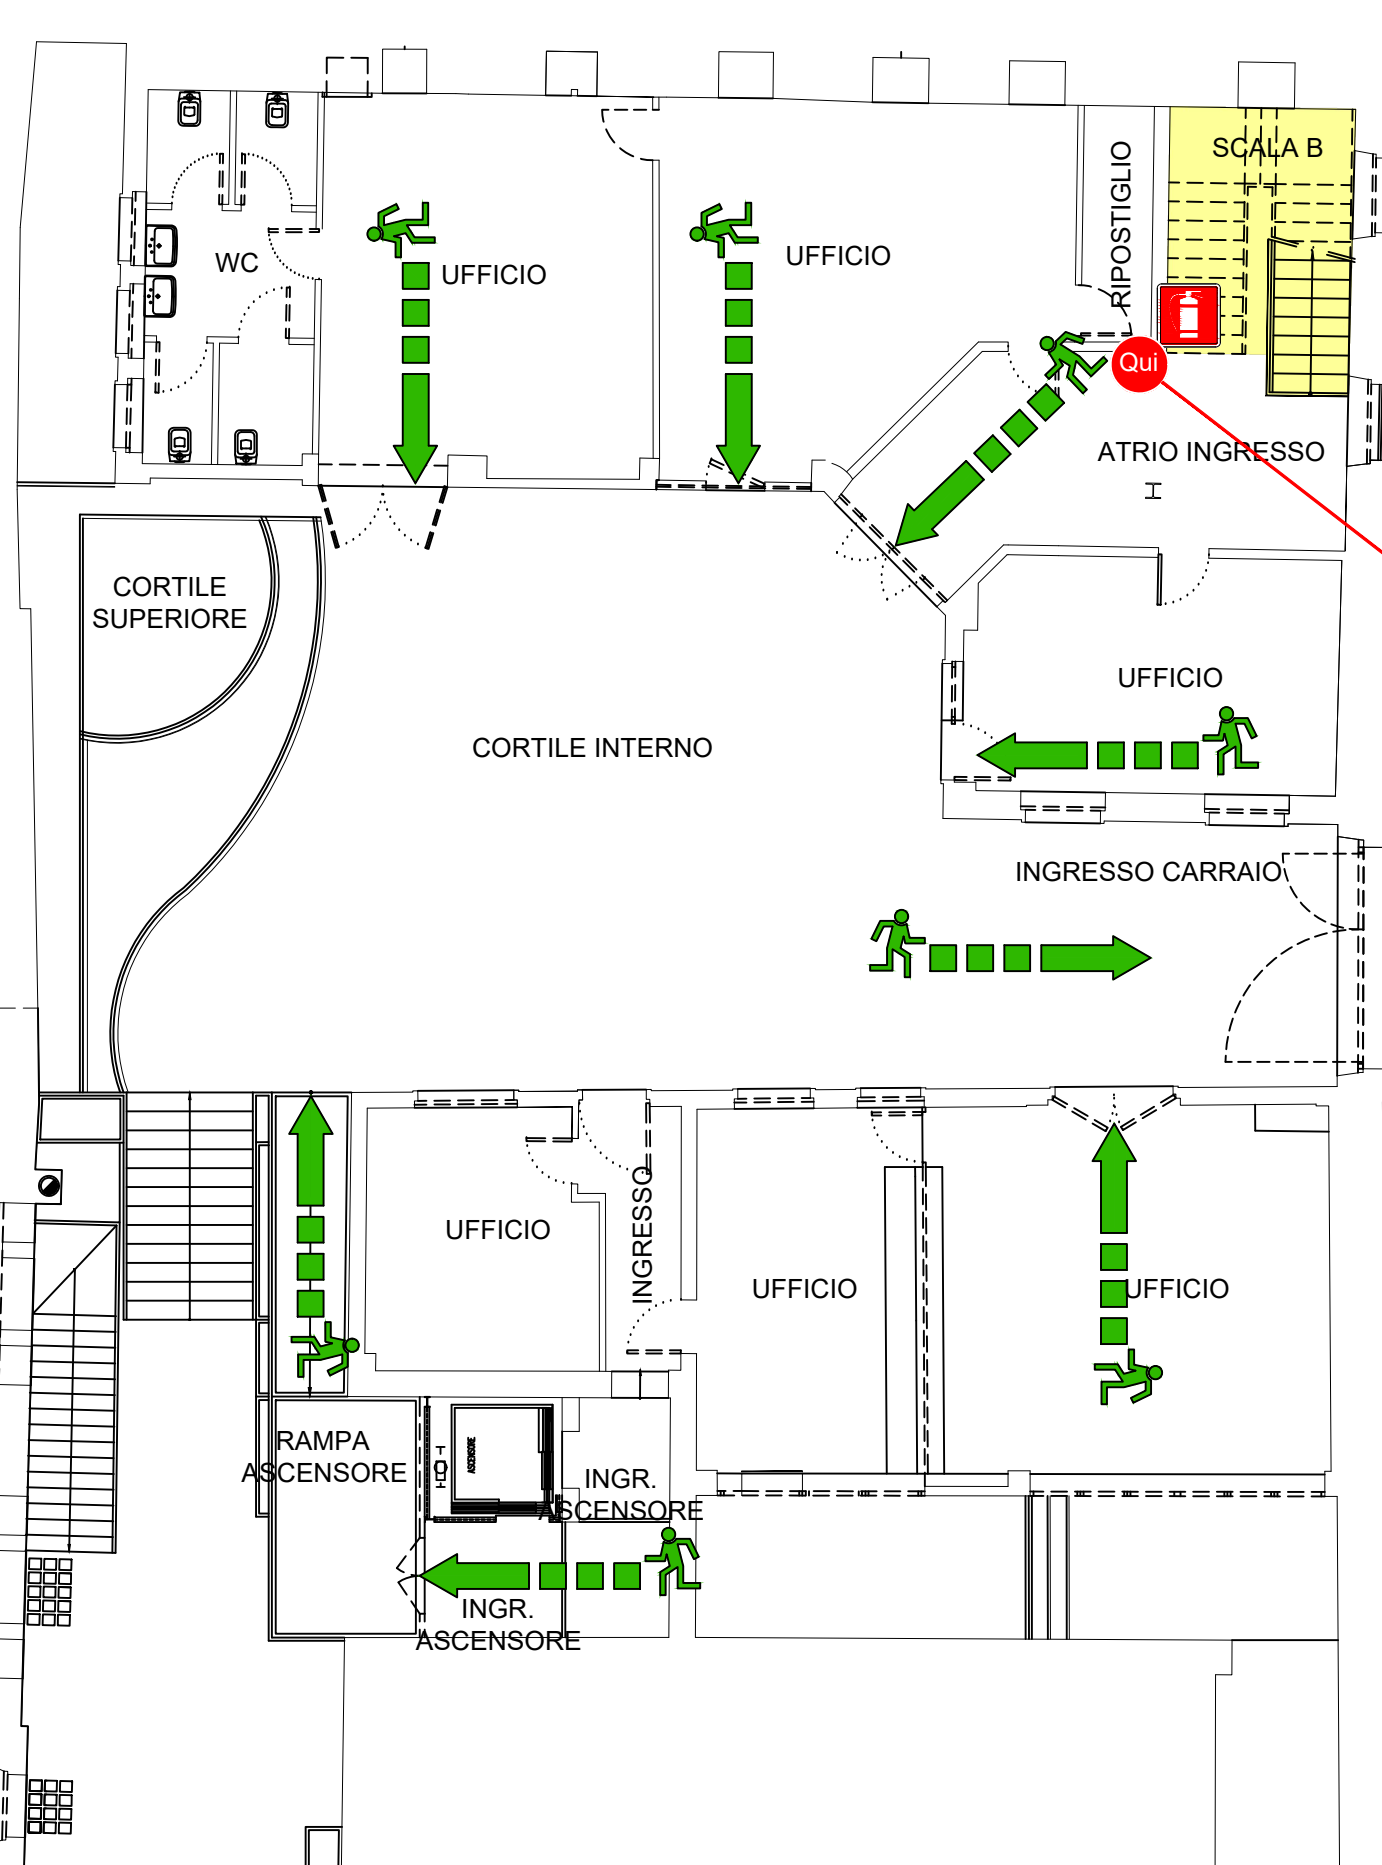 SCALA B
RIPOSTIGLIO
WC
UFFICIO
UFFICIO
Qui
ATRIO INGRESSO
CORTILE
SUPERIORE
UFFICIO
CORTILE INTERNO
INGRESSO CARRAIO
UFFICIO
INGRESSO
UFFICIO
UFFICIO
RAMPA
ASCENSORE
ASCENSORE
INGR.
ASCENSORE
INGR.
ASCENSORE